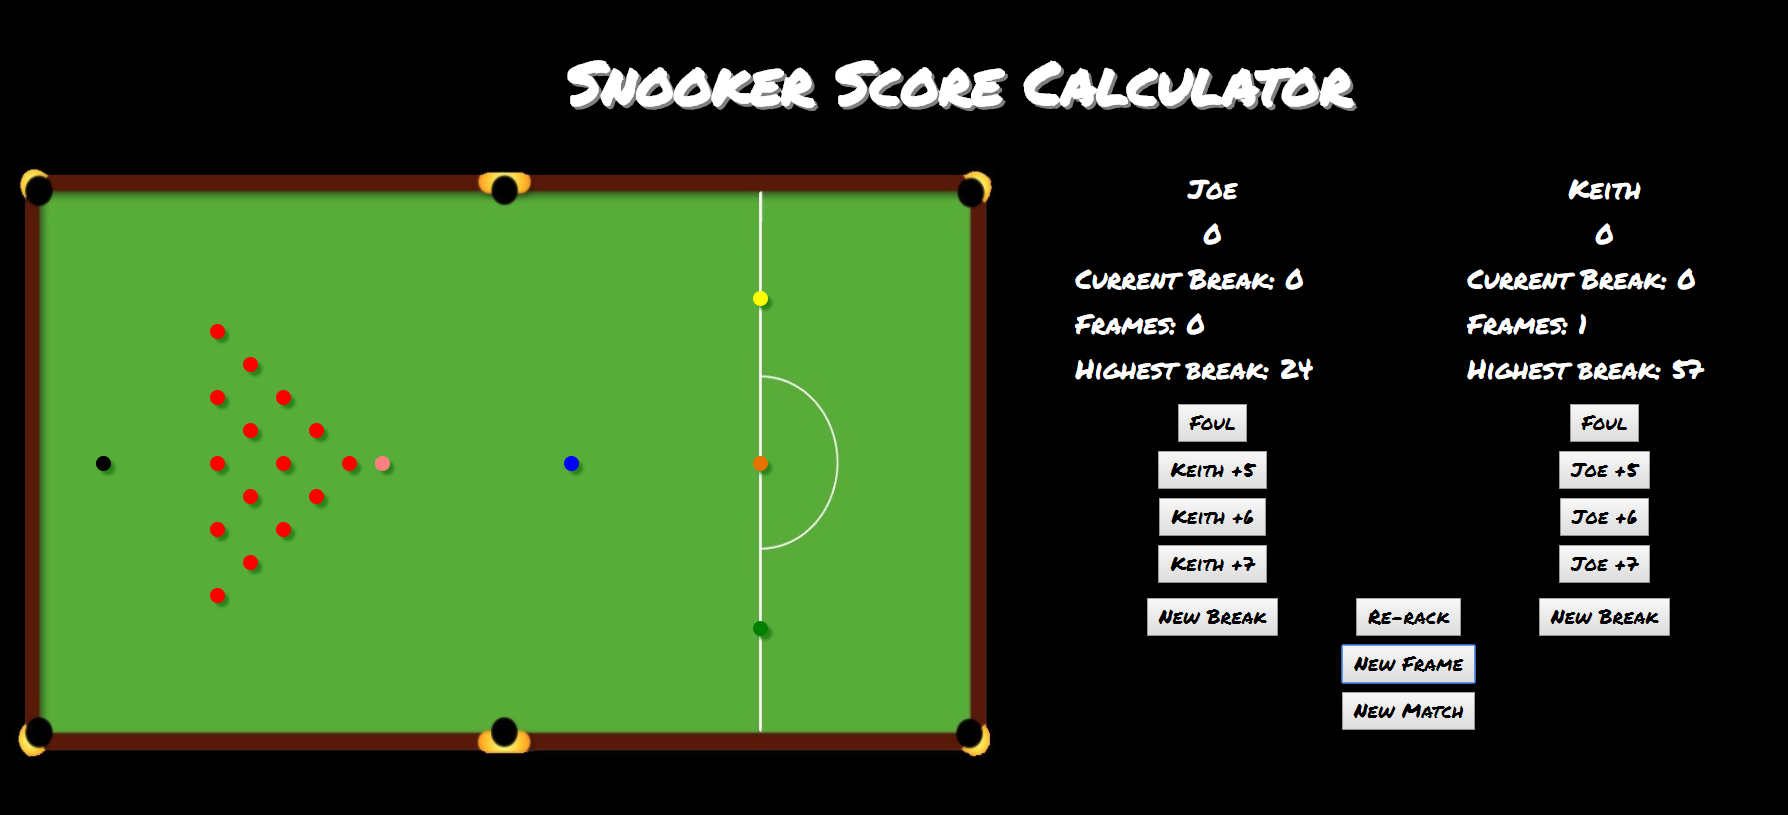 Snooker Score Calculator
Joe
0
Current Break: 0
Frames: 0
Highest break: 24
Foul
Keith +5
Keith +6
Keith +7
New Break
Keith
0
Current Break: 0
Frames: 1
Highest break: 57
Foul
Joe +5
Joe +6
Joe +7
New Break
Re-rack
New Frame
New Match